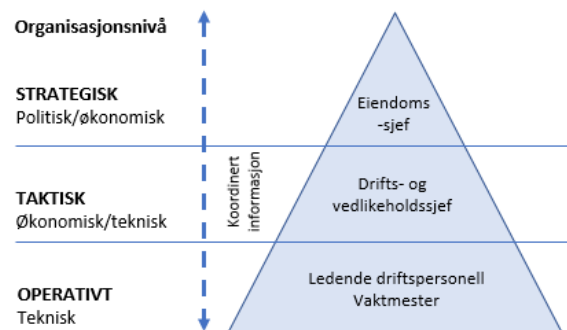 Organisasjonsnivå
STRATEGISK
Politisk/økonomisk
Eiendoms
-sjef
Koordinert
informasjon
TAKTISK
Økonomisk/teknisk
Drifts- og
vedlikeholdssjef
OPERATIVT
Teknisk
Ledende driftspersonell
Vaktmester